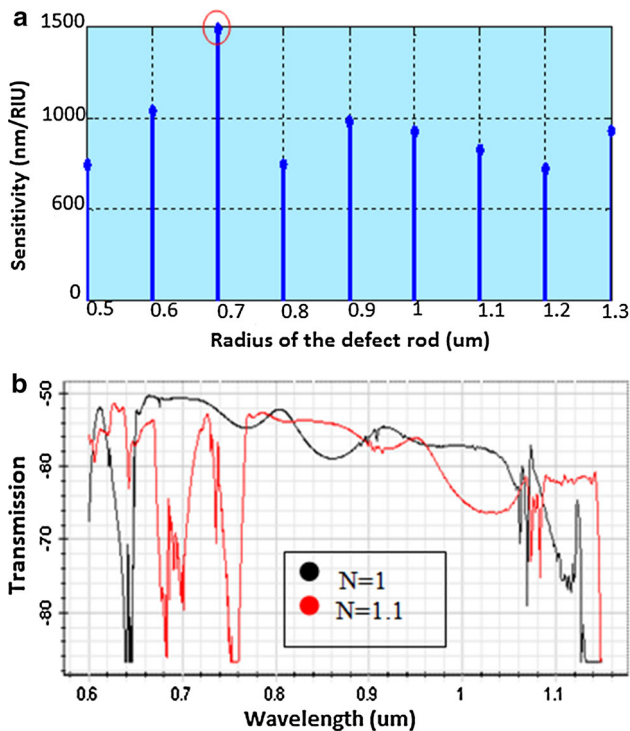 a
1500
1000
600
0
Sensitivity (nm/RIU)
0.5 0.6 0.7 0.8 0.9 1 1.1 1.2 1.3
Radius of the defect rod (um)
b
-50
-60
-70
-80
Transmission
N=1
N=1.1
0.6 0.7 0.8 0.9 1 1.1
Wavelength (um)